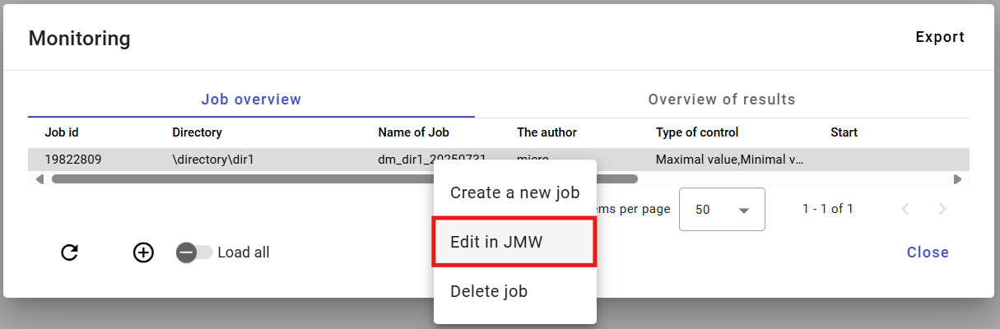 Monitoring
Export
Job overview
Overview of results
Job id Directory Name of Job The author Type of control Start
19822809 \directory\dir1 dm_dir1_20250731 micro Maximal value,Minimal v...
Create a new job
per page 50 1 - 1 of 1
Edit in JMW
Load all
Close
Delete job